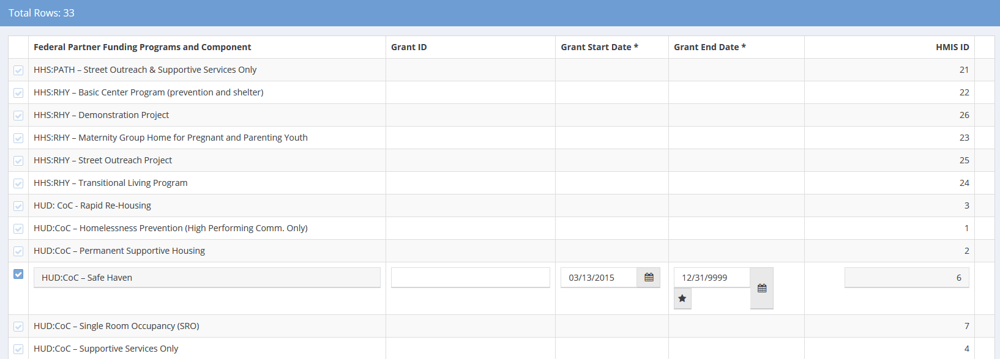 Total Rows: 33
Federal Partner Funding Programs and Component Grant ID Grant Start Date * Grant End Date * HMIS ID
HHS:PATH – Street Outreach & Supportive Services Only 21
HHS:RHY – Basic Center Program (prevention and shelter) 22
HHS:RHY – Demonstration Project 26
HHS:RHY – Maternity Group Home for Pregnant and Parenting Youth 23
HHS:RHY – Street Outreach Project 25
HHS:RHY – Transitional Living Program 24
HUD: CoC - Rapid Re-Housing 3
HUD:CoC – Homelessness Prevention (High Performing Comm. Only) 1
HUD:CoC – Permanent Supportive Housing 2
HUD:CoC – Safe Haven 03/13/2015 12/31/9999 6
HUD:CoC – Single Room Occupancy (SRO) 7
HUD:CoC – Supportive Services Only 4